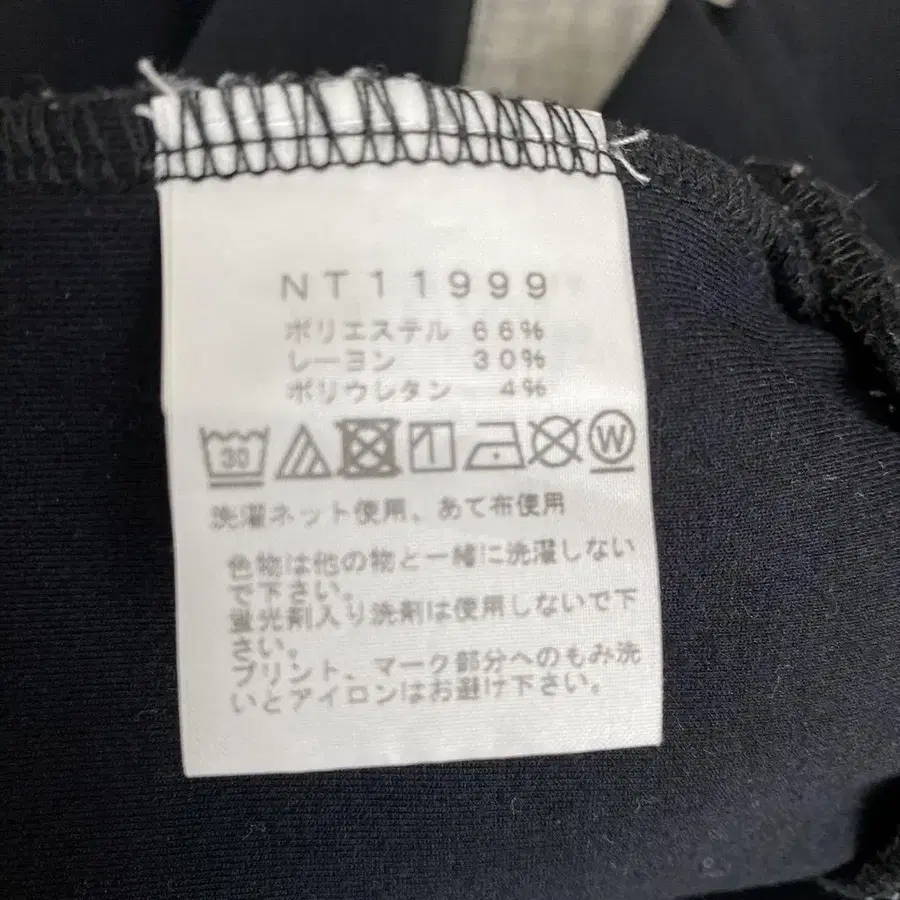 NT11999
ポリエステル 66%
レーヨン 30%
ポリウレタン 4%
30 W
洗濯ネット使用、あて布使用
色物は他の物と一緒に洗濯しない
で下さい。
蛍光剤入り洗剤は使用しないで下
さい。
プリント、マーク部分へのもみ洗
いとアイロンはお避け下さい。